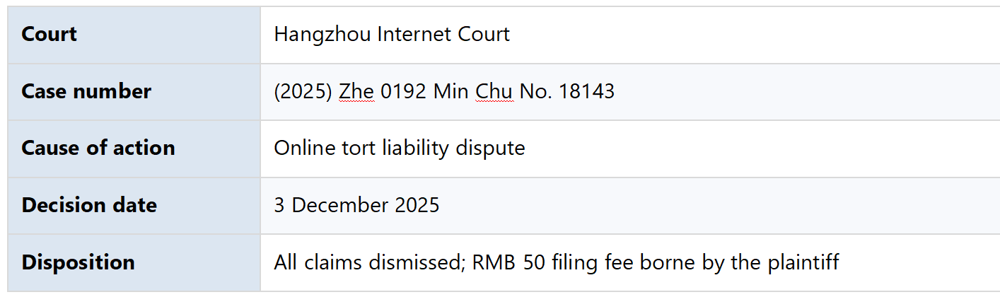 Court
Hangzhou Internet Court
Case number
(2025) Zhe 0192 Min Chu No. 18143
Cause of action
Online tort liability dispute
Decision date
3 December 2025
Disposition
All claims dismissed; RMB 50 filing fee borne by the plaintiff